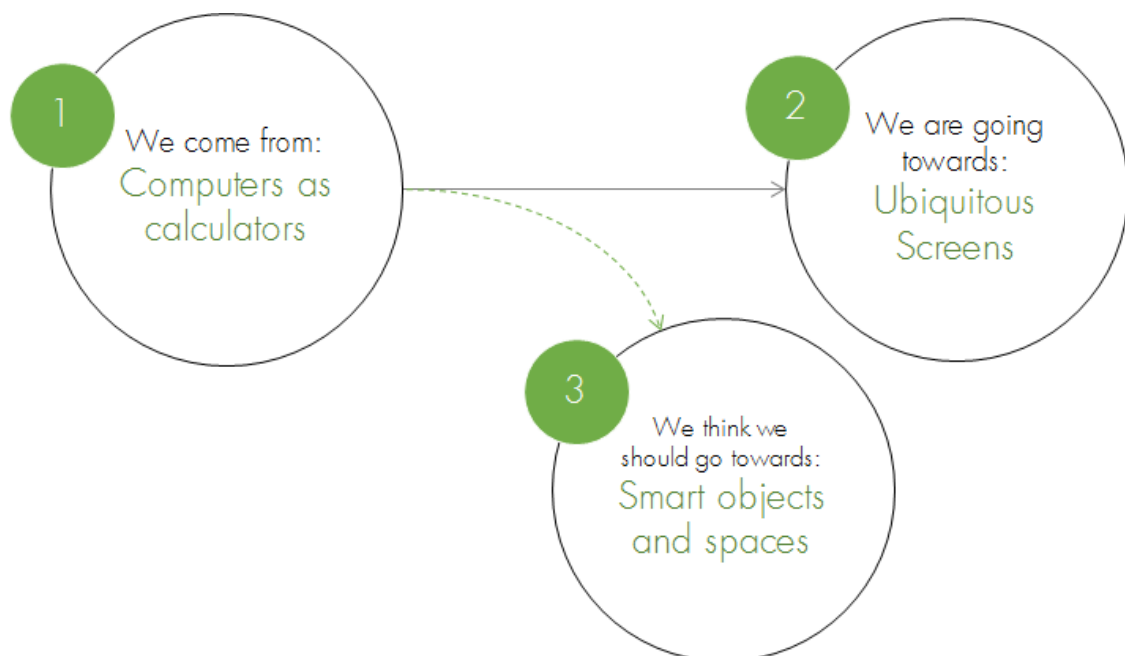 1
We come from:
Computers as
calculators
2
We are going
towards:
Ubiquitous
Screens
3
We think we
should go towards:
Smart objects
and spaces